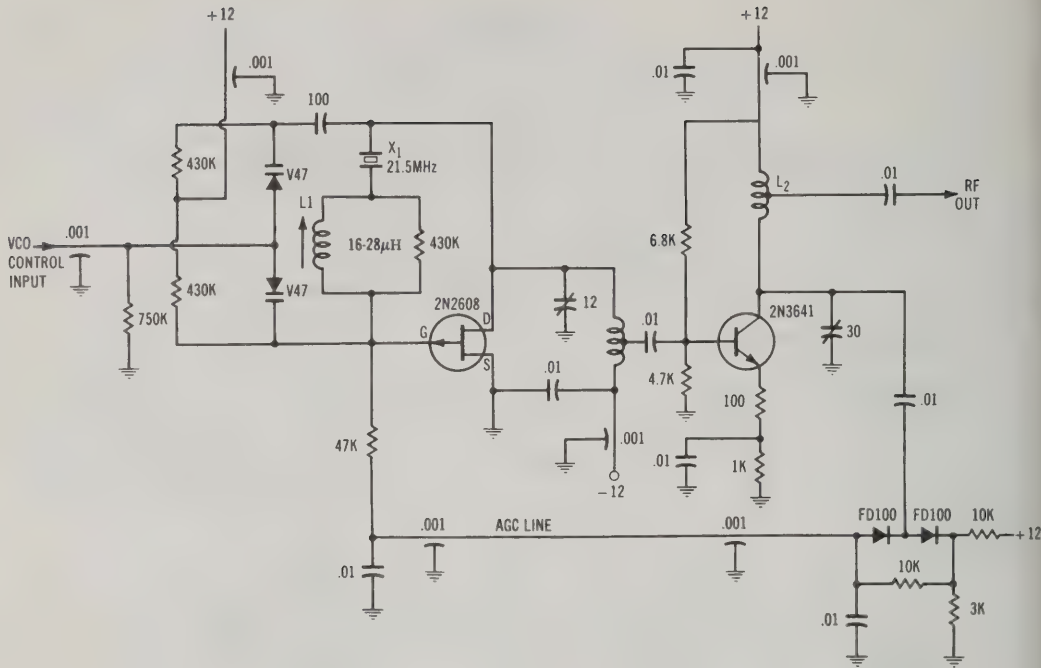 +12
+12
.001
.01
.001
100
430K
V47
X1
21.5MHz
L2
.01
RF
OUT
L1
16-28µH
430K
6.8K
VCO
CONTROL
INPUT
.001
430K
V47
750K
2N2608
D
G
S
12
.01
2N3641
30
4.7K
.01
100
.01
47K
.001
-12
.01
1K
.001
AGC LINE
.001
FD100
FD100
10K
+12
.01
10K
.01
3K